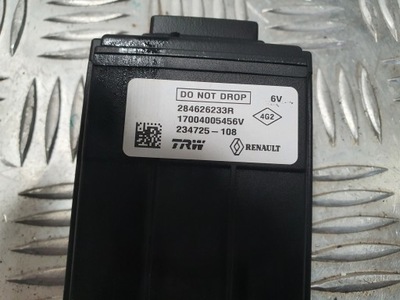 DO NOT DROP 6V
284626233R 4G2
17004005456V
234725-108
TRW RENAULT